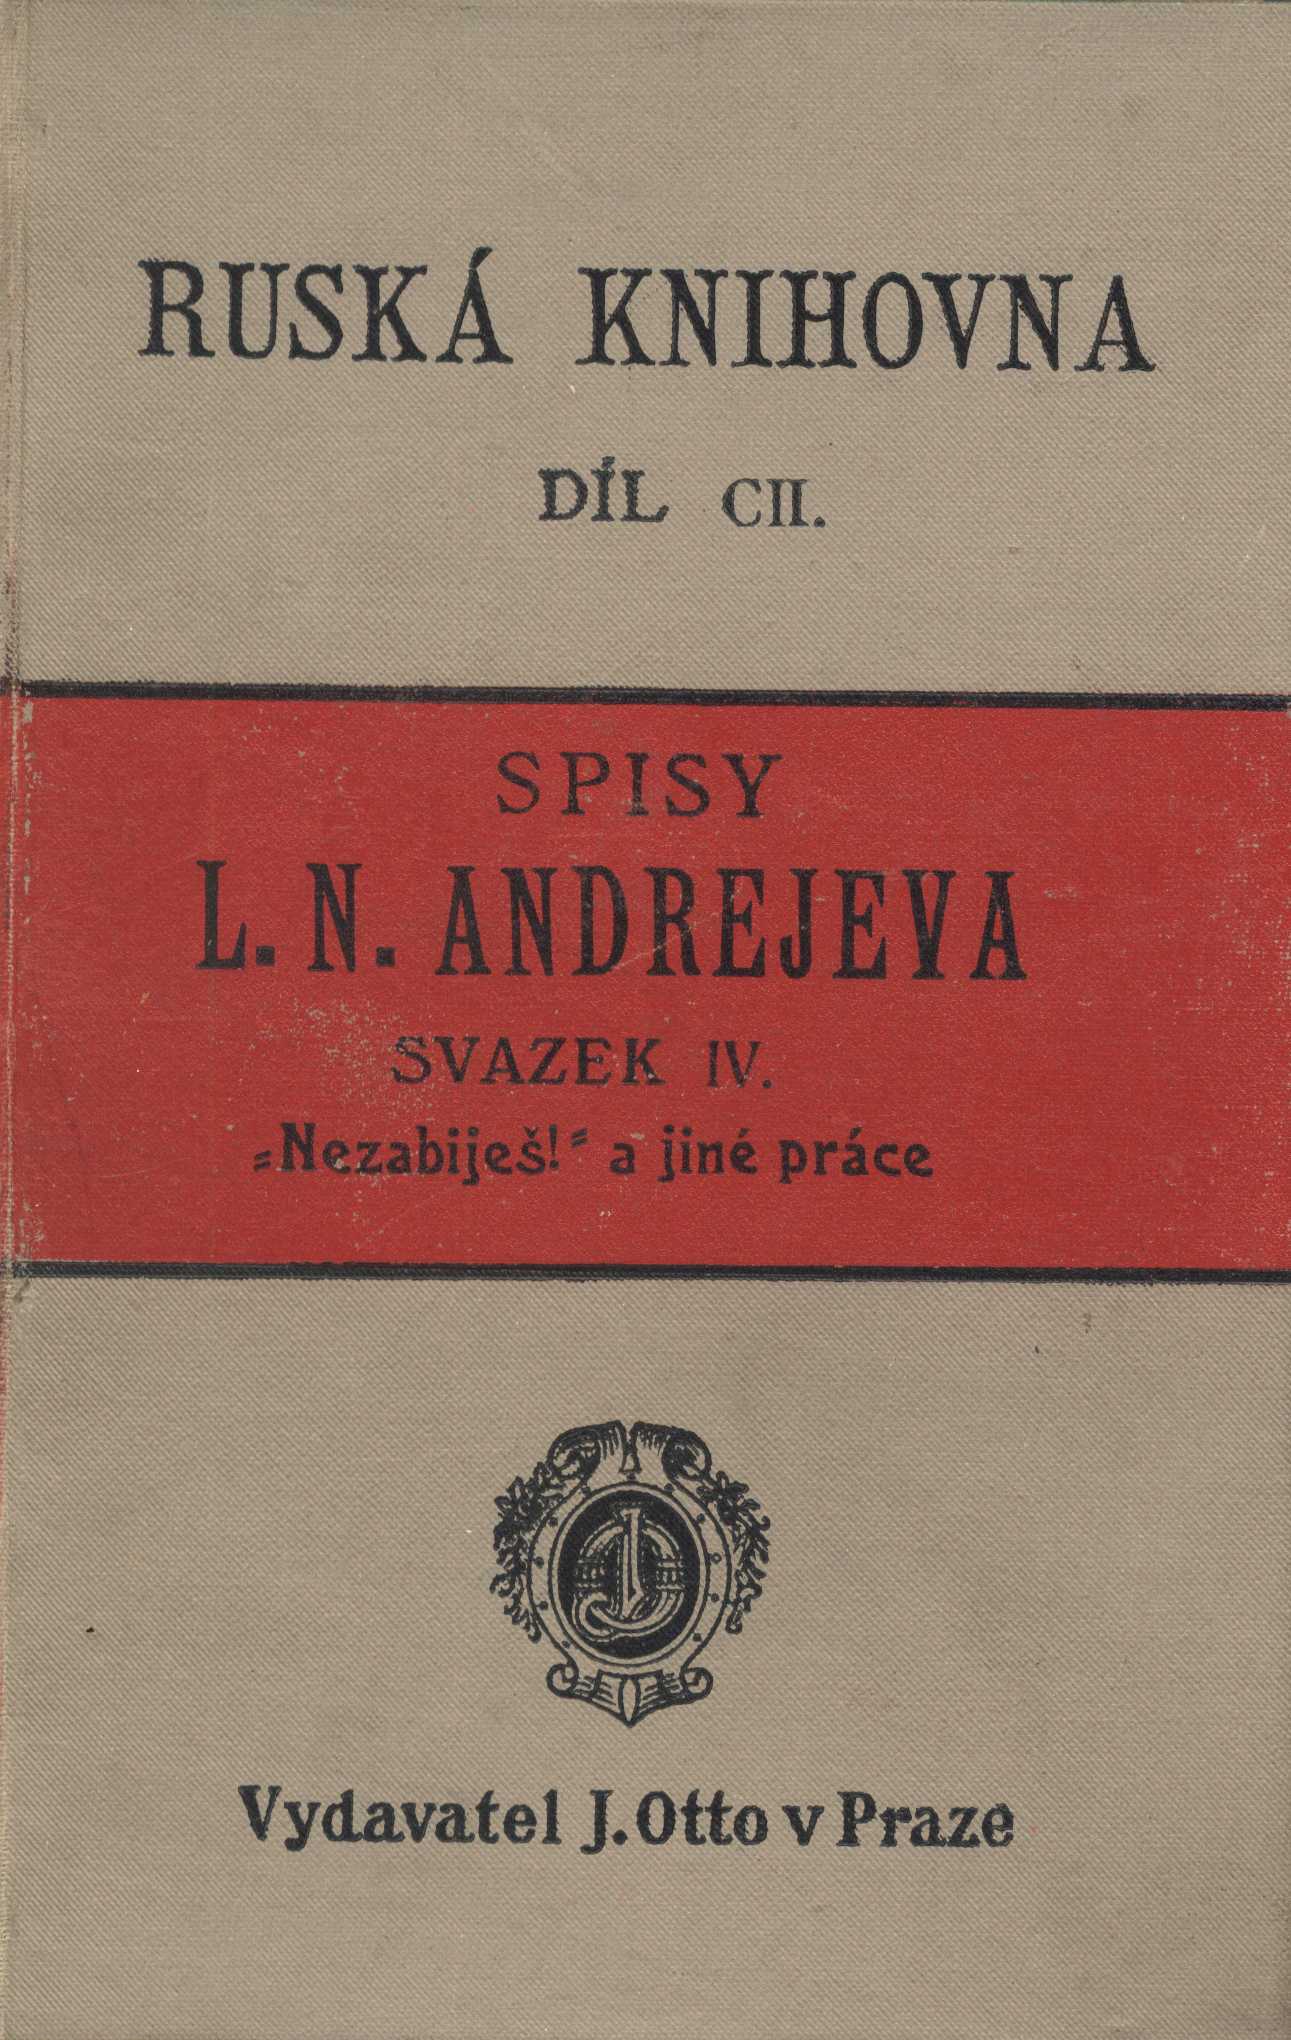 RUSKÁ KNIHOVNA
DÍL CII.
SPISY
L. N. ANDREJEVA
SVAZEK IV.
„Nezabiješ!“ a jiné práce
Vydavatel J. Otto v Praze